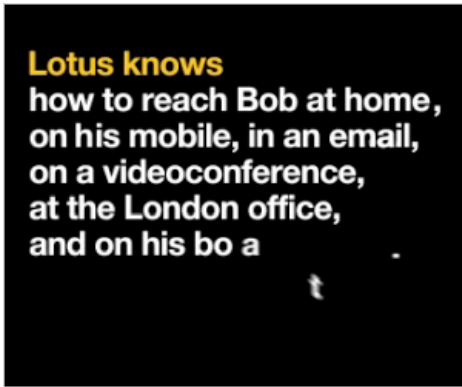 Lotus knows
how to reach Bob at home,
on his mobile, in an email,
on a videoconference,
at the London office,
and on his bo a .
t